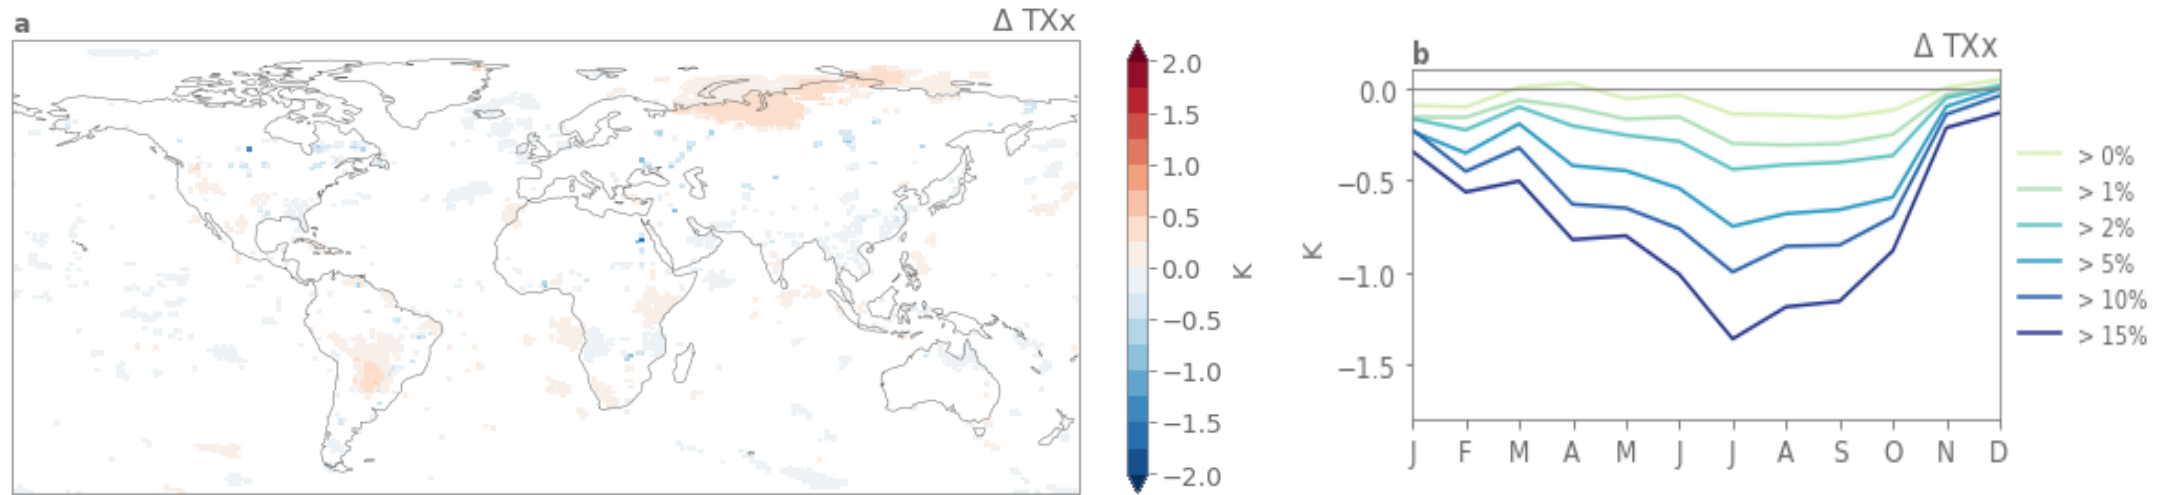 a
Δ TXx
2.0
1.5
1.0
0.5
0.0
−0.5
−1.0
−1.5
−2.0
K
b
Δ TXx
0.0
−0.5
−1.0
−1.5
K
J F M A M J J A S O N D
> 0%
> 1%
> 2%
> 5%
> 10%
> 15%